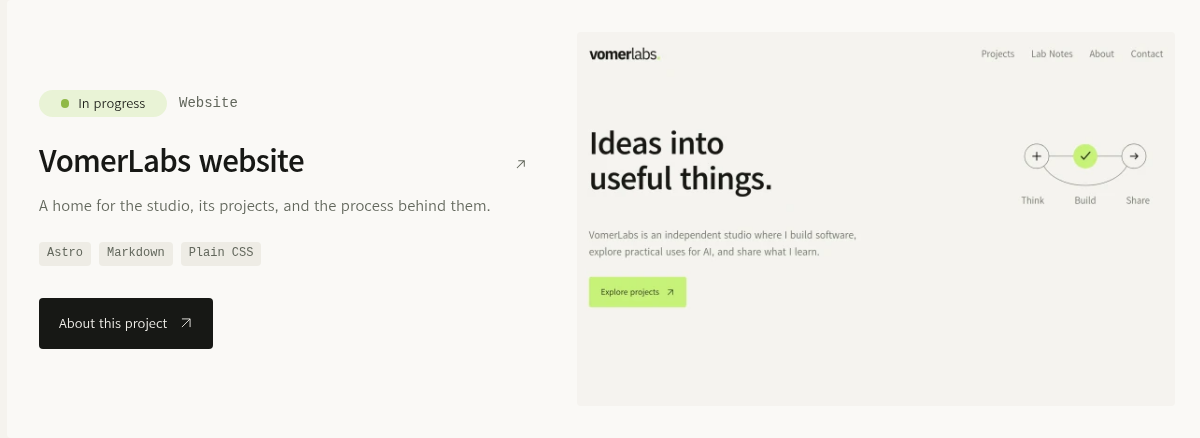 In progress
Website
VomerLabs website
A home for the studio, its projects, and the process behind them.
Astro
Markdown
Plain CSS
About this project
vomerlabs.
Projects
Lab Notes
About
Contact
Ideas into
useful things.
Think
Build
Share
VomerLabs is an independent studio where I build software,
explore practical uses for AI, and share what I learn.
Explore projects